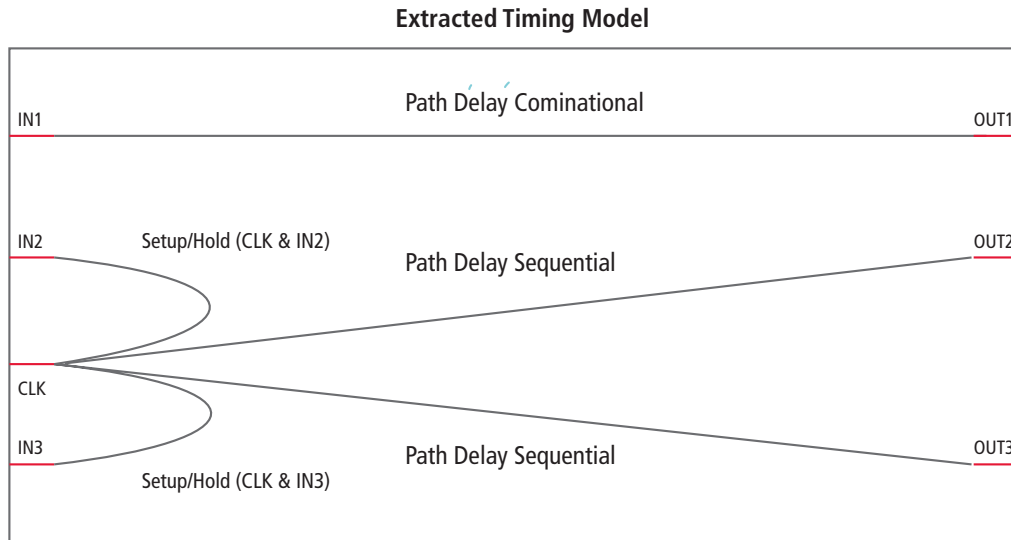 Extracted Timing Model
Path Delay Cominational
IN1
OUT1
IN2
Setup/Hold (CLK & IN2)
OUT2
Path Delay Sequential
CLK
IN3
OUT3
Path Delay Sequential
Setup/Hold (CLK & IN3)